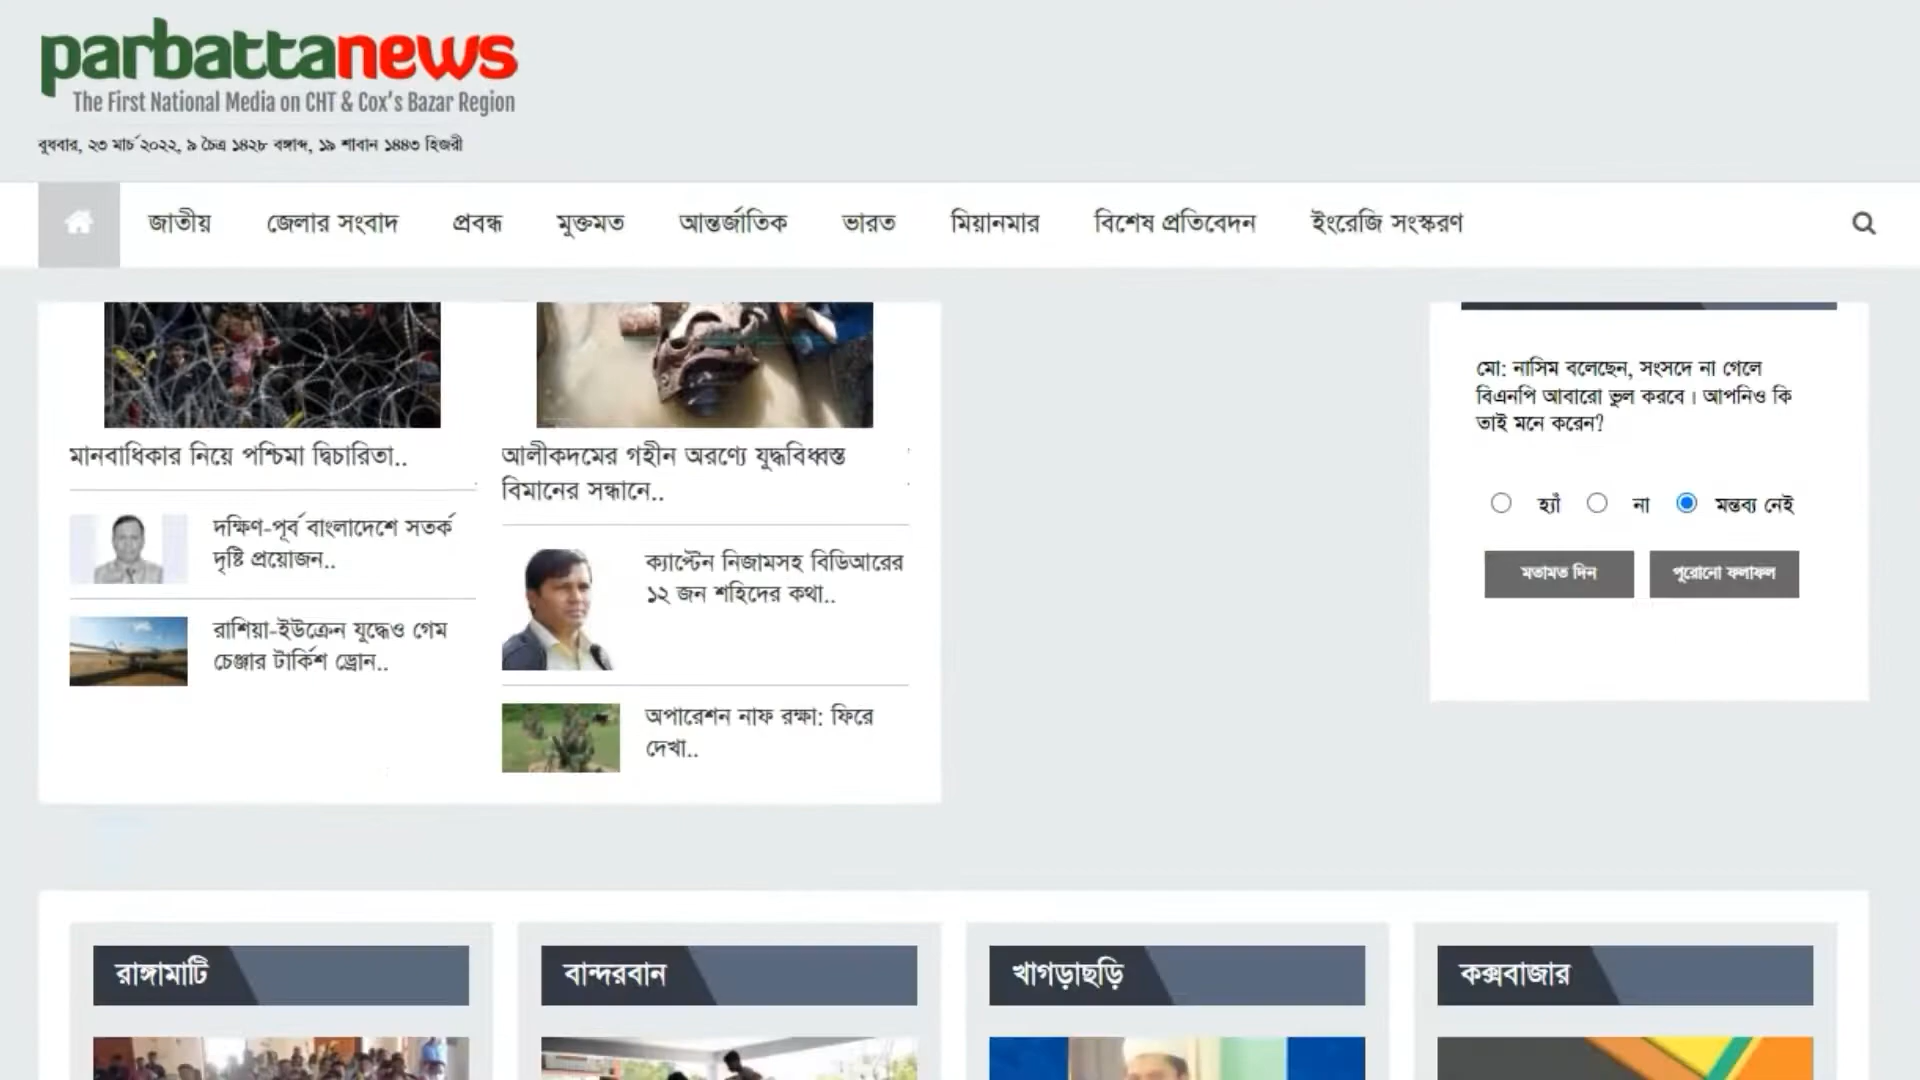 parbattanews
The First National Media on CHT & Cox's Bazar Region
বুধবার, ২৩ মার্চ ২০২২, ৯ চৈত্র ১৪২৮ বঙ্গাব্দ, ১৯ শাবান ১৪৪৩ হিজরী
জাতীয় জেলার সংবাদ প্রবন্ধ মুক্তমত আন্তর্জাতিক ভারত মিয়ানমার বিশেষ প্রতিবেদন ইংরেজি সংস্করণ
মানবাধিকার নিয়ে পশ্চিমা দ্বিচারিতা..
দক্ষিণ-পূর্ব বাংলাদেশে সতর্ক
দৃষ্টি প্রয়োজন..
রাশিয়া-ইউক্রেন যুদ্ধেও গেম
চেঞ্জার টার্কিশ ড্রোন..
আলীকদমের গহীন অরণ্যে যুদ্ধবিধ্বস্ত
বিমানের সন্ধানে..
ক্যাপ্টেন নিজামসহ বিডিআরের
১২ জন শহিদের কথা..
অপারেশন নাফ রক্ষা: ফিরে
দেখা..
মো: নাসিম বলেছেন, সংসদে না গেলে
বিএনপি আবারো ভুল করবে। আপনিও কি
তাই মনে করেন?
হ্যাঁ না মন্তব্য নেই
মতামত দিন পুরোনো ফলাফল
রাঙ্গামাটি বান্দরবান খাগড়াছড়ি কক্সবাজার